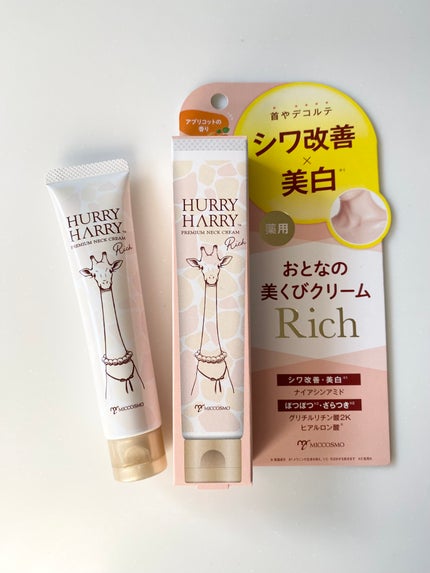 HURRY
HARRY™
PREMIUM NECK CREAM
Rich
MICCOSMO
アプリコットの
香り
HURRY
HARRY™
PREMIUM NECK CREAM
Rich
MICCOSMO
首やデコルテ
シワ改善
×
美白
薬用
おとなの
美くびクリーム
Rich
シワ改善・美白
ナイアシンアミド
ぽつぽつ・ざらつき
グリチルリチン酸2K
ヒアルロン酸
MICCOSMO